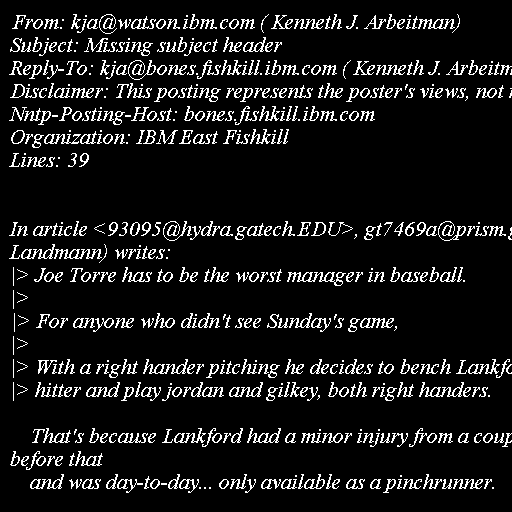 From: kja@watson.ibm.com ( Kenneth J. Arbeitman)
Subject: Missing subject header
Reply-To: kja@bones.fishkill.ibm.com ( Kenneth J. Arbeitm
Disclaimer: This posting represents the poster's views, not
Nntp-Posting-Host: bones.fishkill.ibm.com
Organization: IBM East Fishkill
Lines: 39

In article <93095@hydra.gatech.EDU>, gt7469a@prism.g
Landmann) writes:
|> Joe Torre has to be the worst manager in baseball.
|>
|> For anyone who didn't see Sunday's game,
|>
|> With a right hander pitching he decides to bench Lankfo
|> hitter and play jordan and gilkey, both right handers.

That's because Lankford had a minor injury from a coup
before that
and was day-to-day... only available as a pinchrunner.